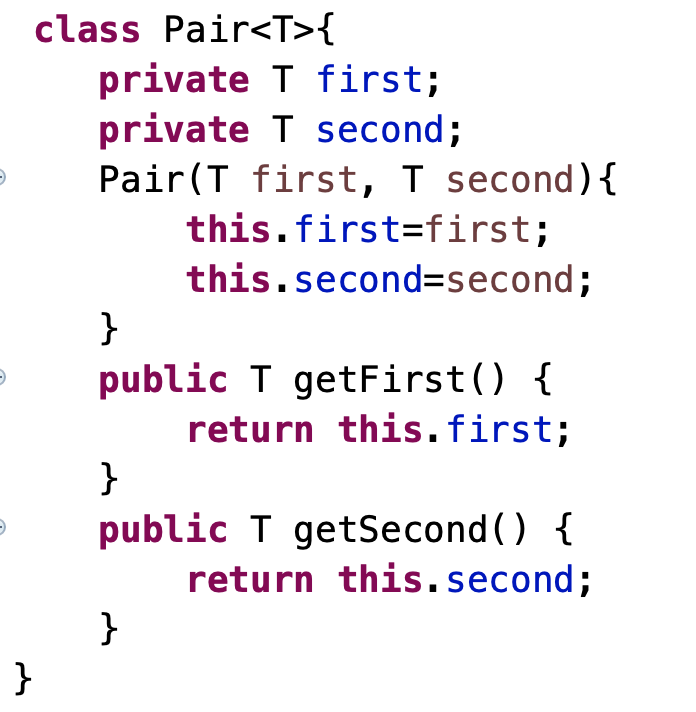 class Pair<T>{
private T first;
private T second;
Pair(T first, T second){
this.first=first;
this.second=second;
}
public T getFirst() {
return this.first;
}
public T getSecond() {
return this.second;
}
}